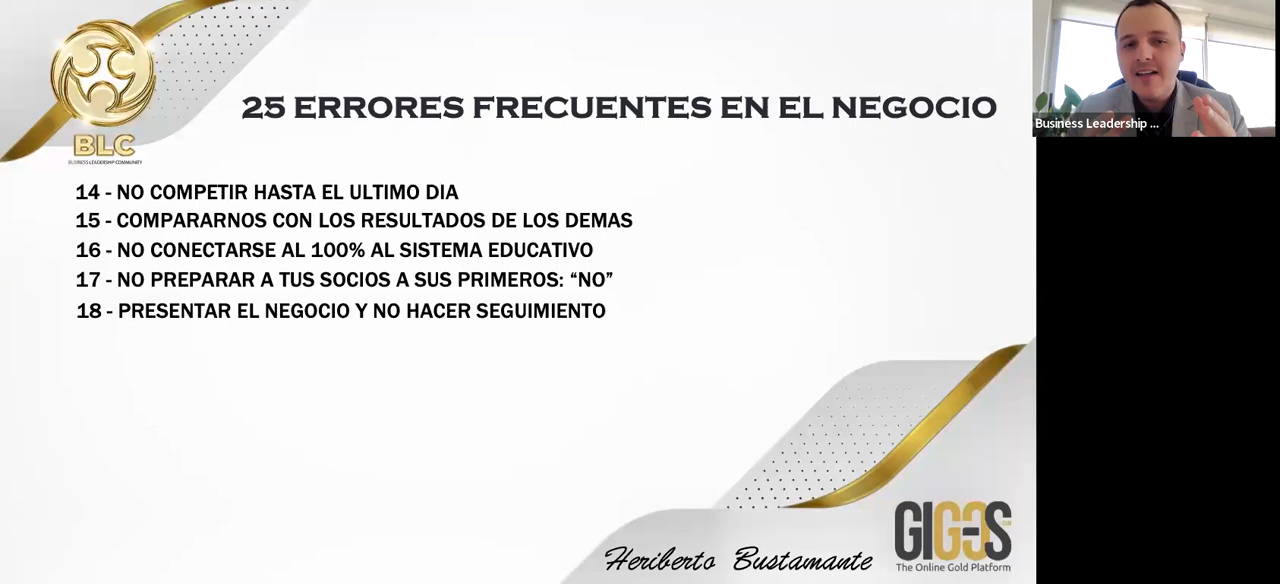 25 ERRORES FRECUENTES EN EL NEGOCIO
Business Leadership ...
BLC
BUSINESS LEADERSHIP COMMUNITY
14 - NO COMPETIR HASTA EL ULTIMO DIA
15 - COMPARARNOS CON LOS RESULTADOS DE LOS DEMAS
16 - NO CONECTARSE AL 100% AL SISTEMA EDUCATIVO
17 - NO PREPARAR A TUS SOCIOS A SUS PRIMEROS: “NO”
18 - PRESENTAR EL NEGOCIO Y NO HACER SEGUIMIENTO
Heriberto Bustamante
GIG-OS
The Online Gold Platform